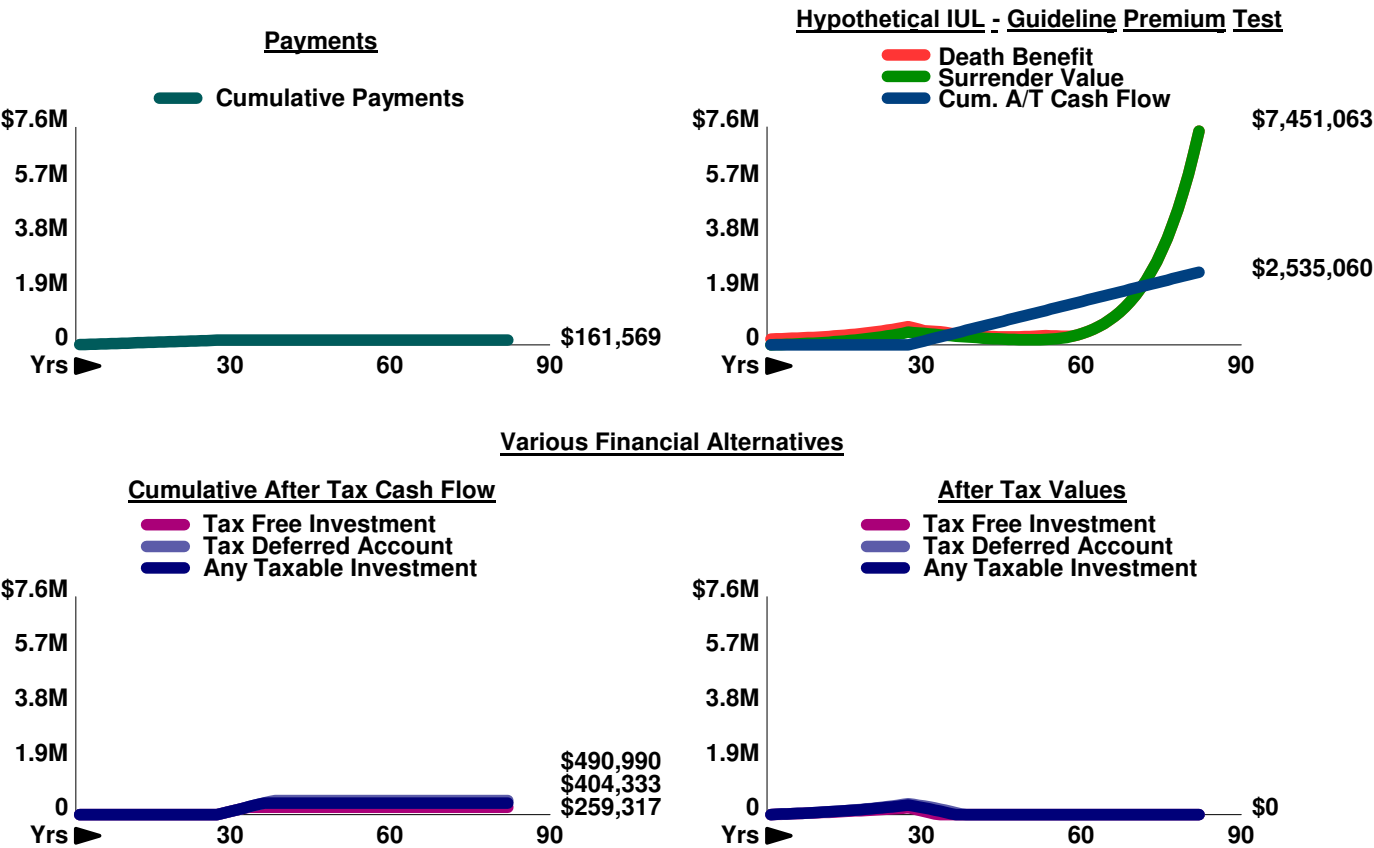 Payments
Cumulative Payments
$7.6M
5.7M
3.8M
1.9M
0
$161,569
Yrs 30 60 90
Hypothetical IUL - Guideline Premium Test
Death Benefit
Surrender Value
Cum. A/T Cash Flow
$7.6M
$7,451,063
5.7M
3.8M
$2,535,060
1.9M
0
Yrs 30 60 90
Various Financial Alternatives
Cumulative After Tax Cash Flow
Tax Free Investment
Tax Deferred Account
Any Taxable Investment
$7.6M
5.7M
3.8M
1.9M
$490,990
$404,333
0
$259,317
Yrs 30 60 90
After Tax Values
Tax Free Investment
Tax Deferred Account
Any Taxable Investment
$7.6M
5.7M
3.8M
1.9M
0
$0
Yrs 30 60 90